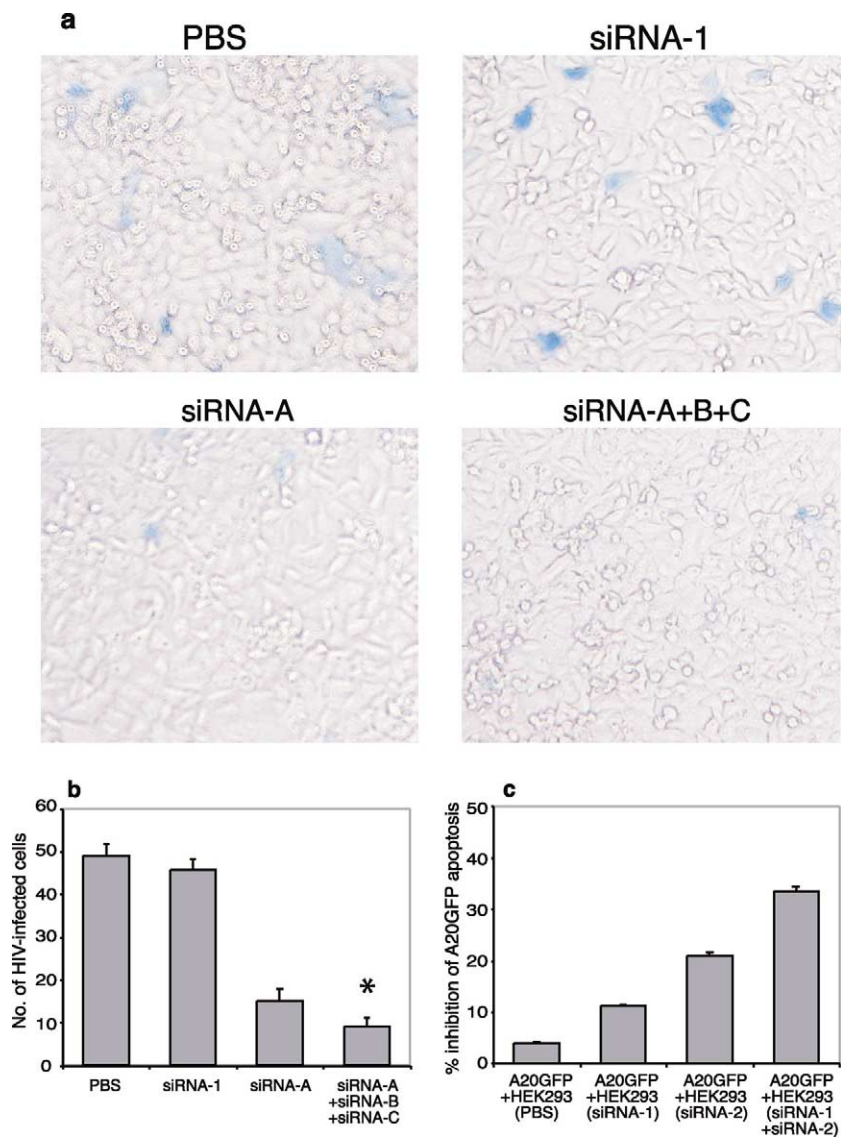 a
PBS
siRNA-1
siRNA-A
siRNA-A+B+C
b
No. of HIV-infected cells
60
50
40
30
20
10
0
PBS
siRNA-1
siRNA-A
siRNA-A
+siRNA-B
+siRNA-C
*
c
% inhibition of A20GFP apoptosis
50
40
30
20
10
0
A20GFP
+HEK293
(PBS)
A20GFP
+HEK293
(siRNA-1)
A20GFP
+HEK293
(siRNA-2)
A20GFP
+HEK293
(siRNA-1
+siRNA-2)